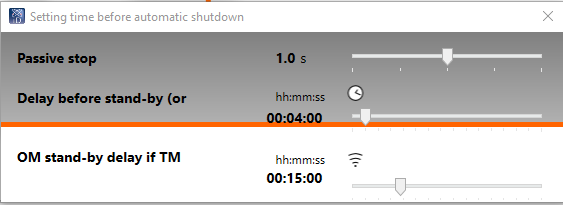 Setting time before automatic shutdown
Passive stop 1.0 s
Delay before stand-by (or hh:mm:ss
00:04:00
OM stand-by delay if TM hh:mm:ss
00:15:00